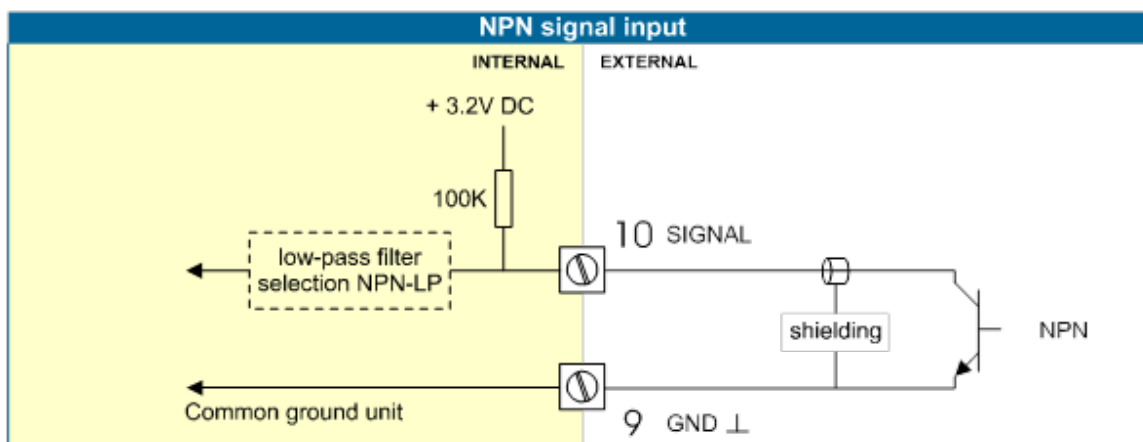 NPN signal input
INTERNAL
EXTERNAL
+ 3.2V DC
100K
10 SIGNAL
low-pass filter
selection NPN-LP
shielding
NPN
Common ground unit
9 GND ⊥